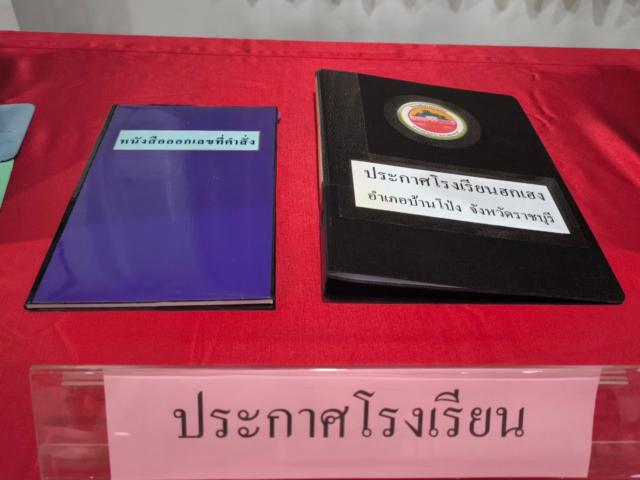 หนังสือออกเลขที่คำสั่ง
ประกาศโรงเรียนฮกเฮง
อำเภอบ้านโป่ง จังหวัดราชบุรี
ประกาศโรงเรียน